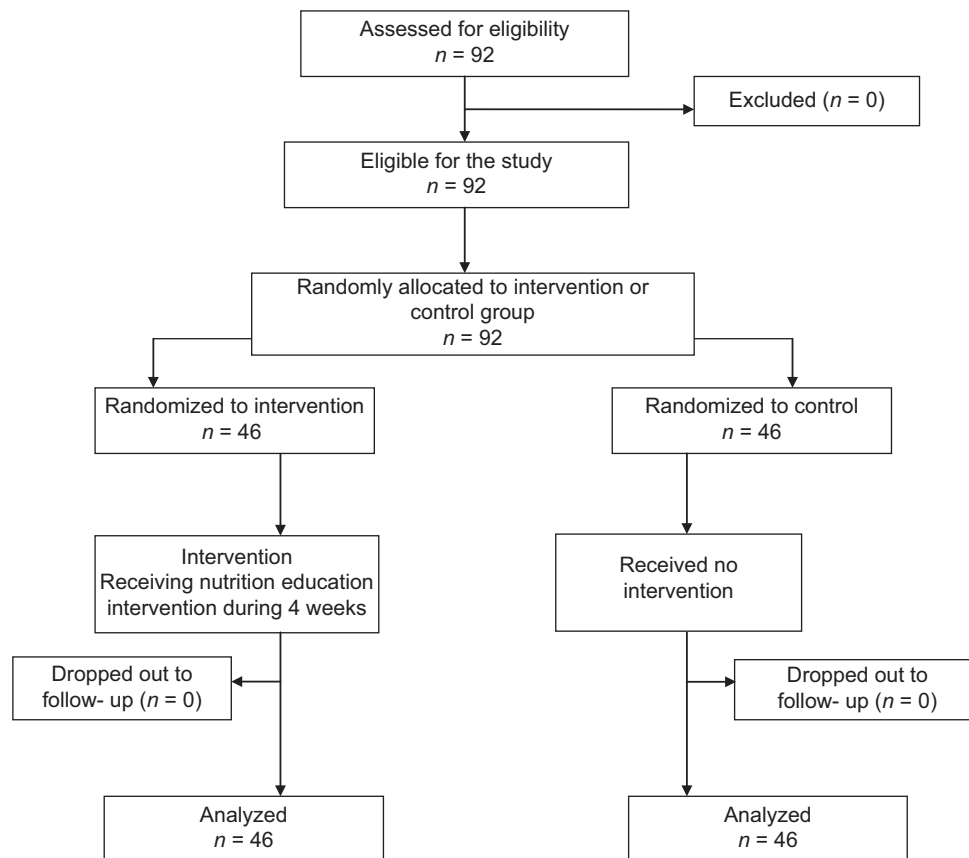 Assessed for eligibility
n = 92
Excluded (n = 0)
Eligible for the study
n = 92
Randomly allocated to intervention or
control group
n = 92
Randomized to intervention
n = 46
Randomized to control
n = 46
Intervention
Receiving nutrition education
intervention during 4 weeks
Received no
intervention
Dropped out to
follow- up (n = 0)
Dropped out to
follow- up (n = 0)
Analyzed
n = 46
Analyzed
n = 46